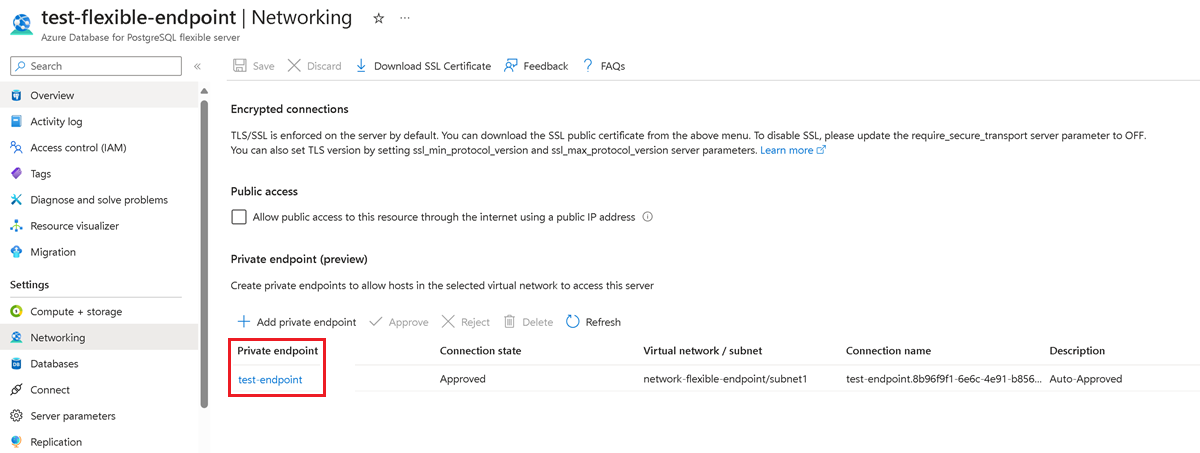 test-flexible-endpoint | Networking
Azure Database for PostgreSQL flexible server
Search
Overview
Activity log
Access control (IAM)
Tags
Diagnose and solve problems
Resource visualizer
Migration
Settings
Compute + storage
Networking
Databases
Connect
Server parameters
Replication
Save Discard Download SSL Certificate Feedback FAQs
Encrypted connections
TLS/SSL is enforced on the server by default. You can download the SSL public certificate from the above menu. To disable SSL, please update the require_secure_transport server parameter to OFF.
You can also set TLS version by setting ssl_min_protocol_version and ssl_max_protocol_version server parameters. Learn more
Public access
Allow public access to this resource through the internet using a public IP address
Private endpoint (preview)
Create private endpoints to allow hosts in the selected virtual network to access this server
Add private endpoint Approve Reject Delete Refresh
Private endpoint Connection state Virtual network / subnet Connection name Description
test-endpoint Approved network-flexible-endpoint/subnet1 test-endpoint.8b96f9f1-6e6c-4e91-b856... Auto-Approved